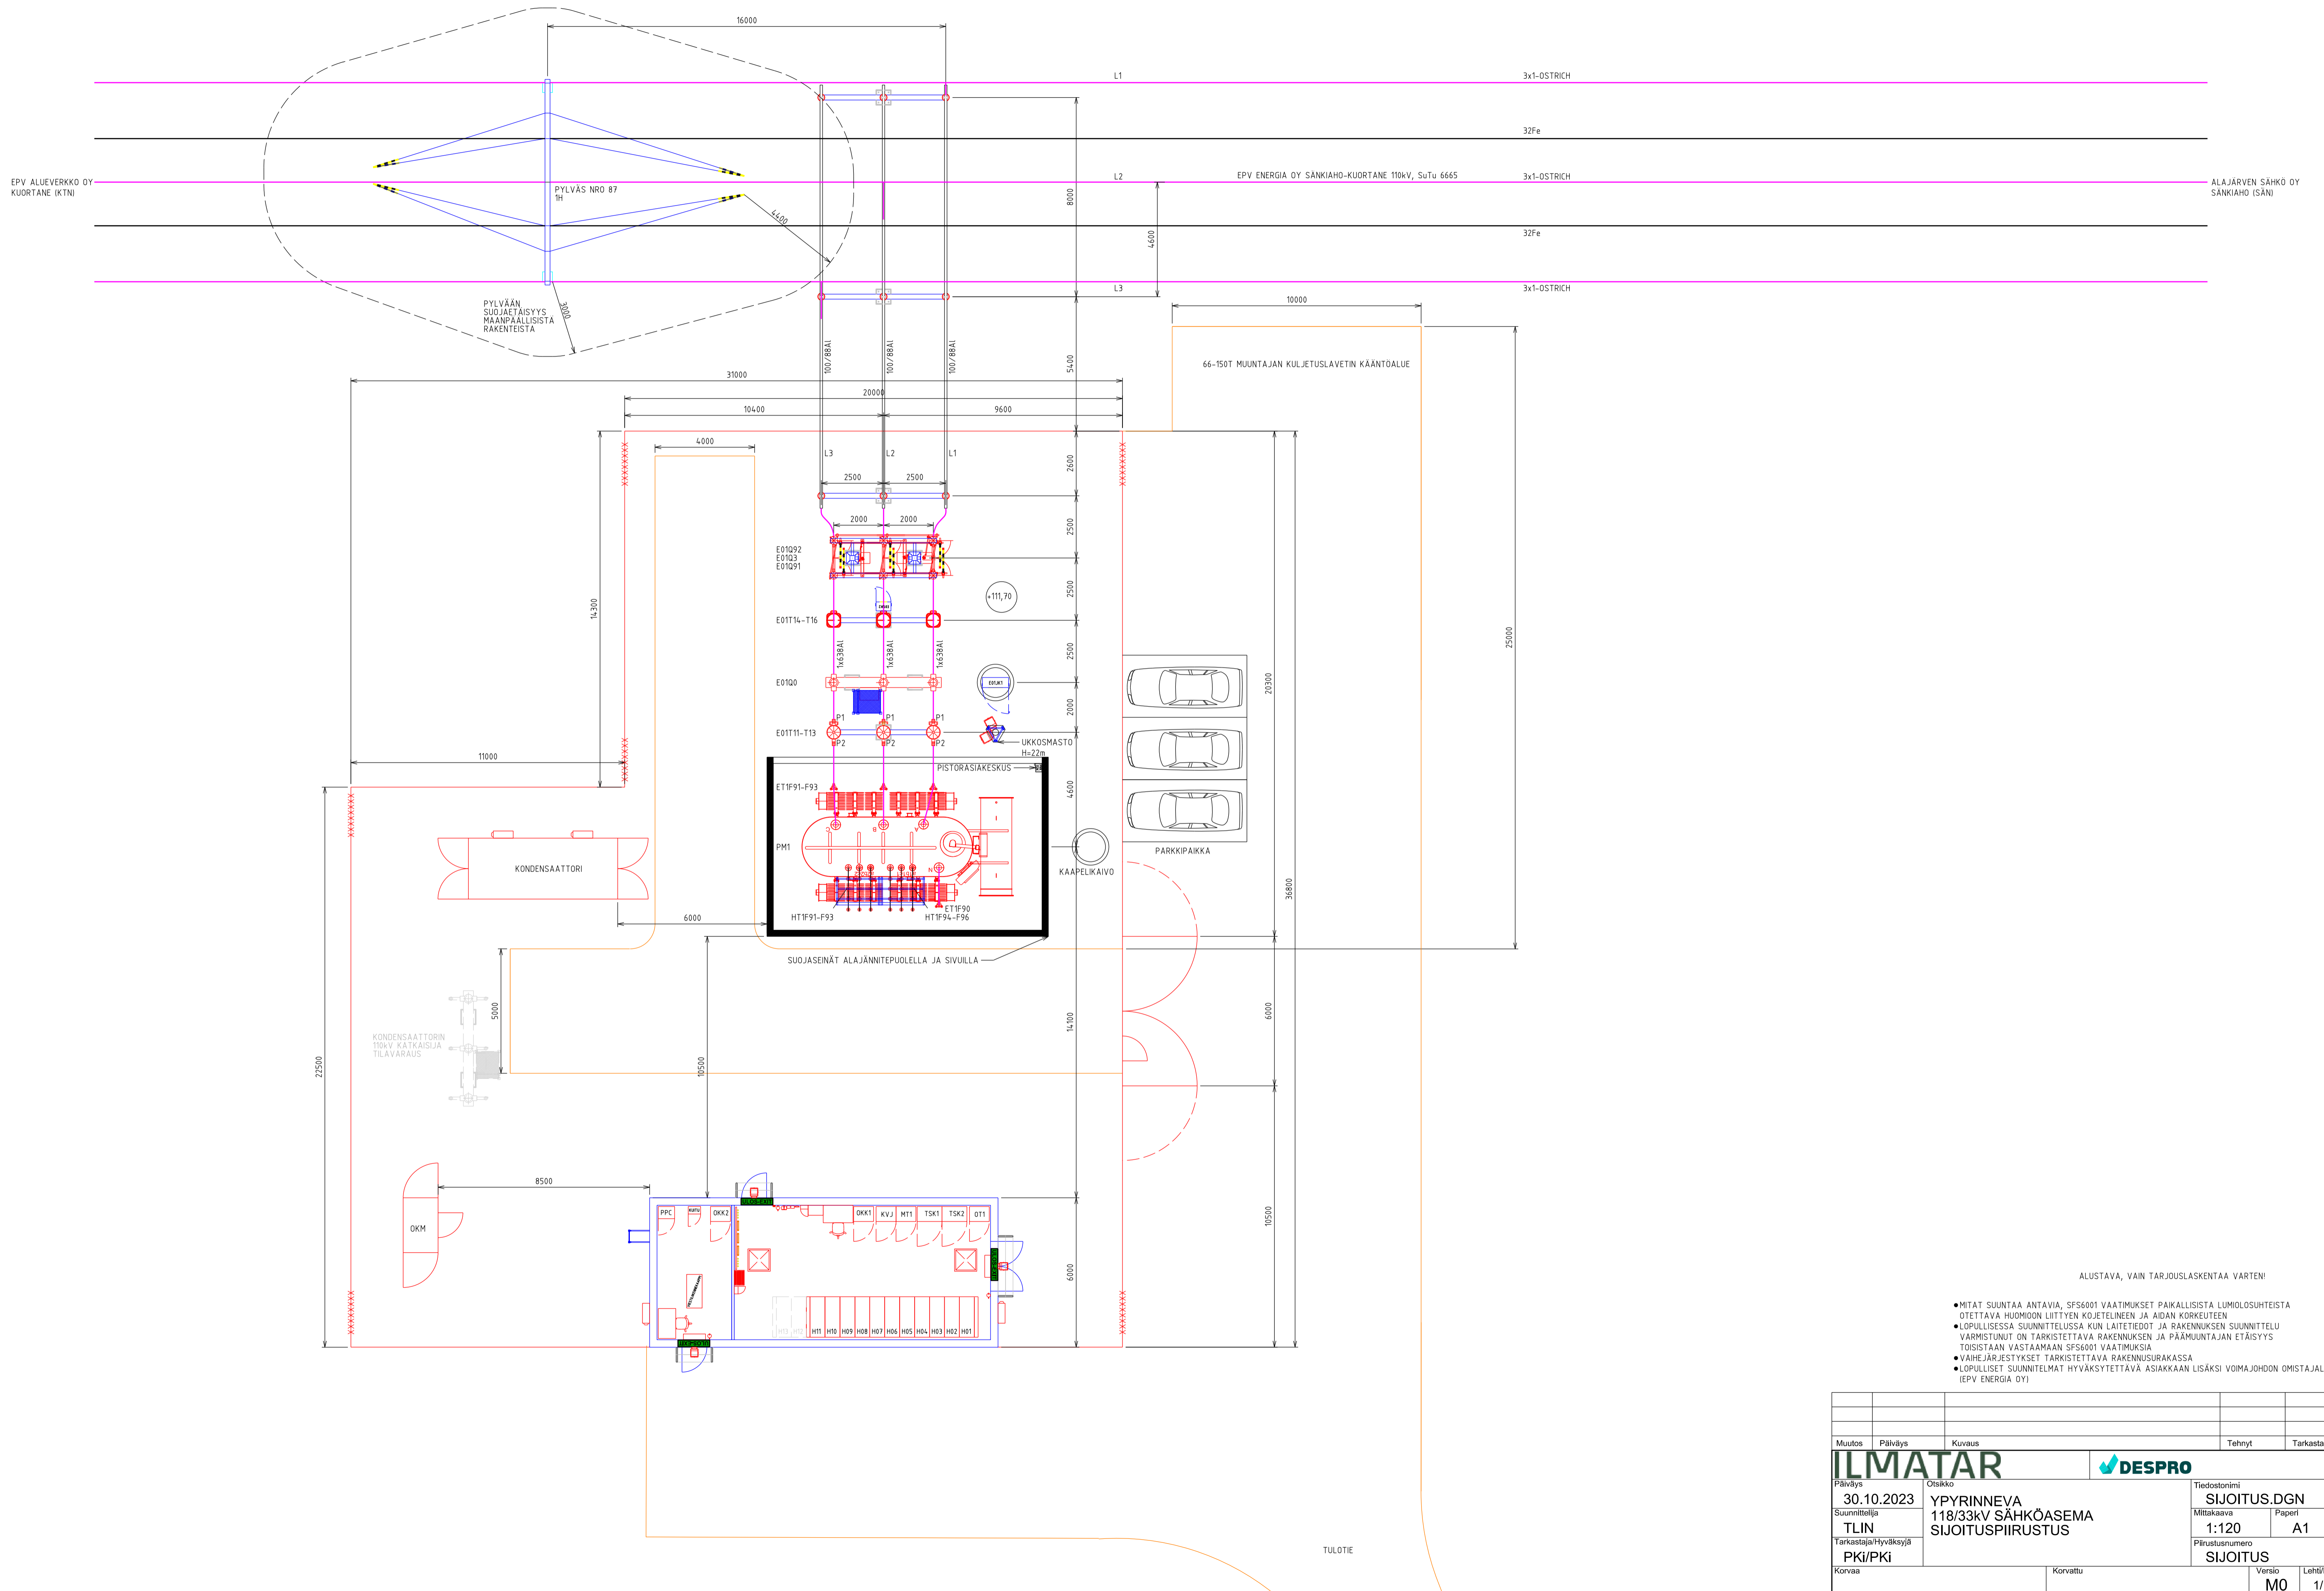 16000
L1
3x1-OSTRICH
32Fe
EPV ALUEVERKKO OY
KUORTANE (KTN)
PYLVÄS NRO 87
1H
L2
EPV ENERGIA OY SÄNKIAHO-KUORTANE 110kV, SuTu 6665
3x1-OSTRICH
ALAJÄRVEN SÄHKÖ OY
SÄNKIAHO (SÄN)
8000
4400
4600
32Fe
L3
3x1-OSTRICH
PYLVÄÄN
SUOJAETÄISYYS
MAANPÄÄLLISISTÄ
RAKENTEISTA
3000
10000
100/88Al
100/88Al
100/88Al
5400
66-150T MUUNTAJAN KULJETUSLAVETIN KÄÄNTÖALUE
31000
20000
10400
9600
4000
L3
L2
L1
2600
2500
2500
2000
2000
2500
E01Q92
E01Q3
E01Q91
2500
+111,70
14300
E01T14-T16
25000
1x638Al
1x638Al
1x638Al
2500
E01Q0
E01JK1
20300
2000
P1
P1
P1
E01T11-T13
P2
P2
P2
UKKOSMASTO
H=22m
11000
PISTORASIAKESKUS
ET1F91-F93
4600
C
B
A
PM1
PARKKIPAIKKA
KONDENSAATTORI
KAAPELIKAIVO
N
36800
ET1F90
6000
HT1F91-F93
HT1F94-F96
SUOJASEINÄT ALAJÄNNITEPUOLELLA JA SIVUILLA
5000
6000
14100
KONDENSAATTORIN
110kV KATKAISIJA
TILAVARAUS
22500
10500
8500
10500
ULOS-EXIT
PPC
KUITU
OKK2
OKK1
KVJ
MT1
TSK1
TSK2
OT1
OKM
6000
H13
H12
H11
H10
H09
H08
H07
H06
H05
H04
H03
H02
H01
TULOTIE
ALUSTAVA, VAIN TARJOUSLASKENTAA VARTEN!
●MITAT SUUNTAA ANTAVIA, SFS6001 VAATIMUKSET PAIKALLISISTA LUMIOLOSUHTEISTA
OTETTAVA HUOMIOON LIITTYEN KOJETELINEEN JA AIDAN KORKEUTEEN
●LOPULLISESSA SUUNNITTELUSSA KUN LAITETIEDOT JA RAKENNUKSEN SUUNNITTELU
VARMISTUNUT ON TARKISTETTAVA RAKENNUKSEN JA PÄÄMUUNTAJAN ETÄISYYS
TOISISTAAN VASTAAMAAN SFS6001 VAATIMUKSIA
●VAIHEJÄRJESTYKSET TARKISTETTAVA RAKENNUSURAKASSA
●LOPULLISET SUUNNITELMAT HYVÄKSYTETTÄVÄ ASIAKKAAN LISÄKSI VOIMAJOHDON OMISTAJAL
(EPV ENERGIA OY)
Muutos
Päiväys
Kuvaus
Tehnyt
Tarkasta
ILMATAR
DESPRO
Päiväys
30.10.2023
Otsikko
YPYRINNEVA
118/33kV SÄHKÖASEMA
SIJOITUSPIIRUSTUS
Tiedostonimi
SIJOITUS.DGN
Suunnittelija
TLIN
Mittakaava
1:120
Paperi
A1
Tarkastaja/Hyväksyjä
PKi/PKi
Piirustusnumero
SIJOITUS
Korvaa
Korvattu
Versio
M0
Lehti/
1/